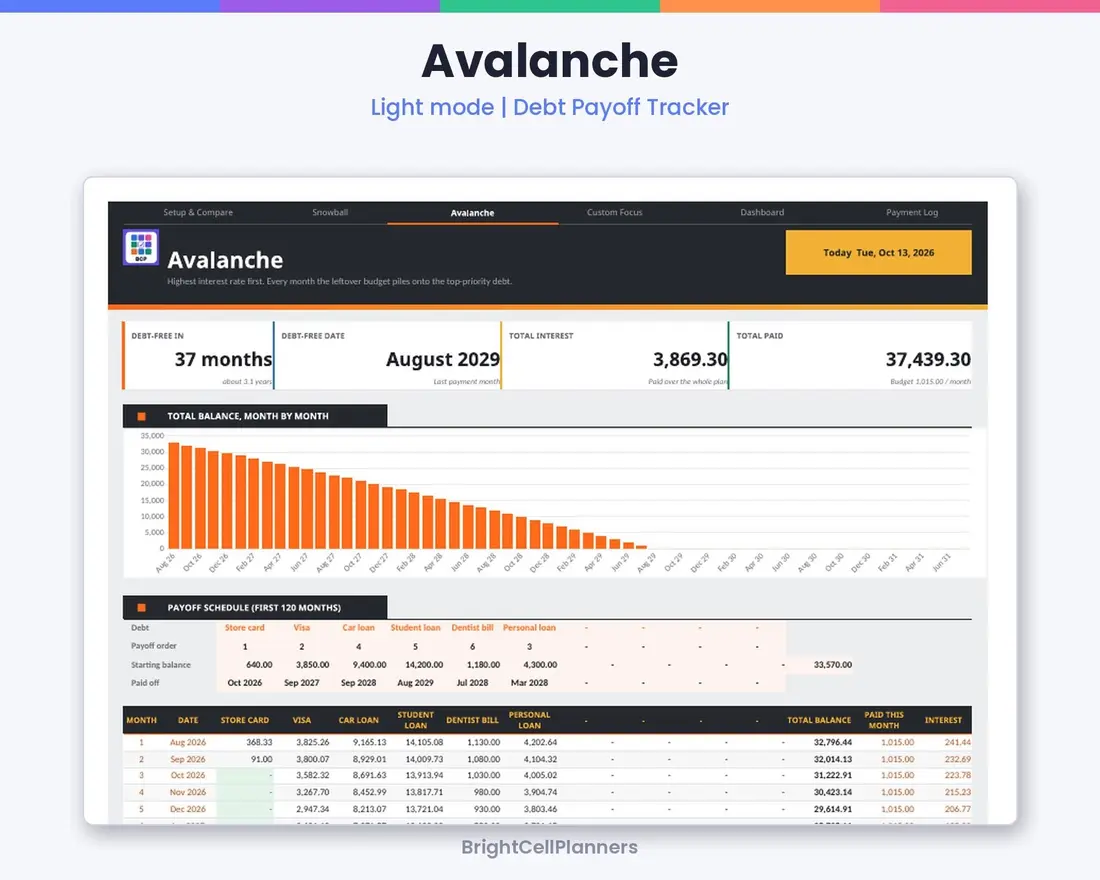 Avalanche
Light mode | Debt Payoff Tracker
Setup & Compare Snowball Avalanche Custom Focus Dashboard Payment Log
BCP
Avalanche
Today Tue, Oct 13, 2026
Highest interest rate first. Every month the leftover budget piles onto the top-priority debt.
DEBT-FREE IN DEBT-FREE DATE TOTAL INTEREST TOTAL PAID
37 months August 2029 3,869.30 37,439.30
about 3.1 years Last payment month Paid over the whole plan Budget 1,015.00 / month
TOTAL BALANCE, MONTH BY MONTH
35,000
30,000
25,000
20,000
15,000
10,000
5,000
0
Aug 26 Oct 26 Dec 26 Feb 27 Apr 27 Jun 27 Aug 27 Oct 27 Dec 27 Feb 28 Apr 28 Jun 28 Aug 28 Oct 28 Dec 28 Feb 29 Apr 29 Jun 29 Aug 29 Oct 29 Dec 29 Feb 30 Apr 30 Jun 30 Aug 30 Oct 30 Dec 30 Feb 31 Apr 31 Jun 31
PAYOFF SCHEDULE (FIRST 120 MONTHS)
Debt Store card Visa Car loan Student loan Dentist bill Personal loan - - - -
Payoff order 1 2 4 5 6 3 - - - -
Starting balance 640.00 3,850.00 9,400.00 14,200.00 1,180.00 4,300.00 - - - - 33,570.00
Paid off Oct 2026 Sep 2027 Sep 2028 Aug 2029 Jul 2028 Mar 2028 - - - -
MONTH DATE STORE CARD VISA CAR LOAN STUDENT LOAN DENTIST BILL PERSONAL LOAN - - - - TOTAL BALANCE PAID THIS MONTH INTEREST
1 Aug 2026 368.33 3,825.26 9,165.13 14,105.08 1,130.00 4,202.64 - - - - 32,796.44 1,015.00 241.44
2 Sep 2026 91.00 3,800.07 8,929.01 14,009.73 1,080.00 4,104.32 - - - - 32,014.13 1,015.00 232.69
3 Oct 2026 - 3,582.32 8,691.63 13,913.94 1,030.00 4,005.02 - - - - 31,222.91 1,015.00 223.78
4 Nov 2026 - 3,267.70 8,452.99 13,817.71 980.00 3,904.74 - - - - 30,423.14 1,015.00 215.23
5 Dec 2026 - 2,947.34 8,213.07 13,721.04 930.00 3,803.46 - - - - 29,614.91 1,015.00 206.77
BrightCellPlanners